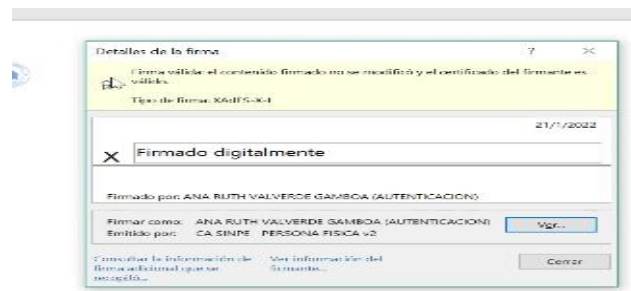 Detalles de la firma
? ×
Firma válida: el contenido firmado no se modificó y el certificado del firmante es
válido.
Tipo de firma: XAdES-X-L
21/1/2022
X Firmado digitalmente
Firmado por: ANA RUTH VALVERDE GAMBOA (AUTENTICACION)
Firmar como: ANA RUTH VALVERDE GAMBOA (AUTENTICACION)
Ver...
Emitido por: CA SINPE - PERSONA FISICA v2
Consultar la información de
firma adicional que se
recopiló...
Ver información del
firmante...
Cerrar